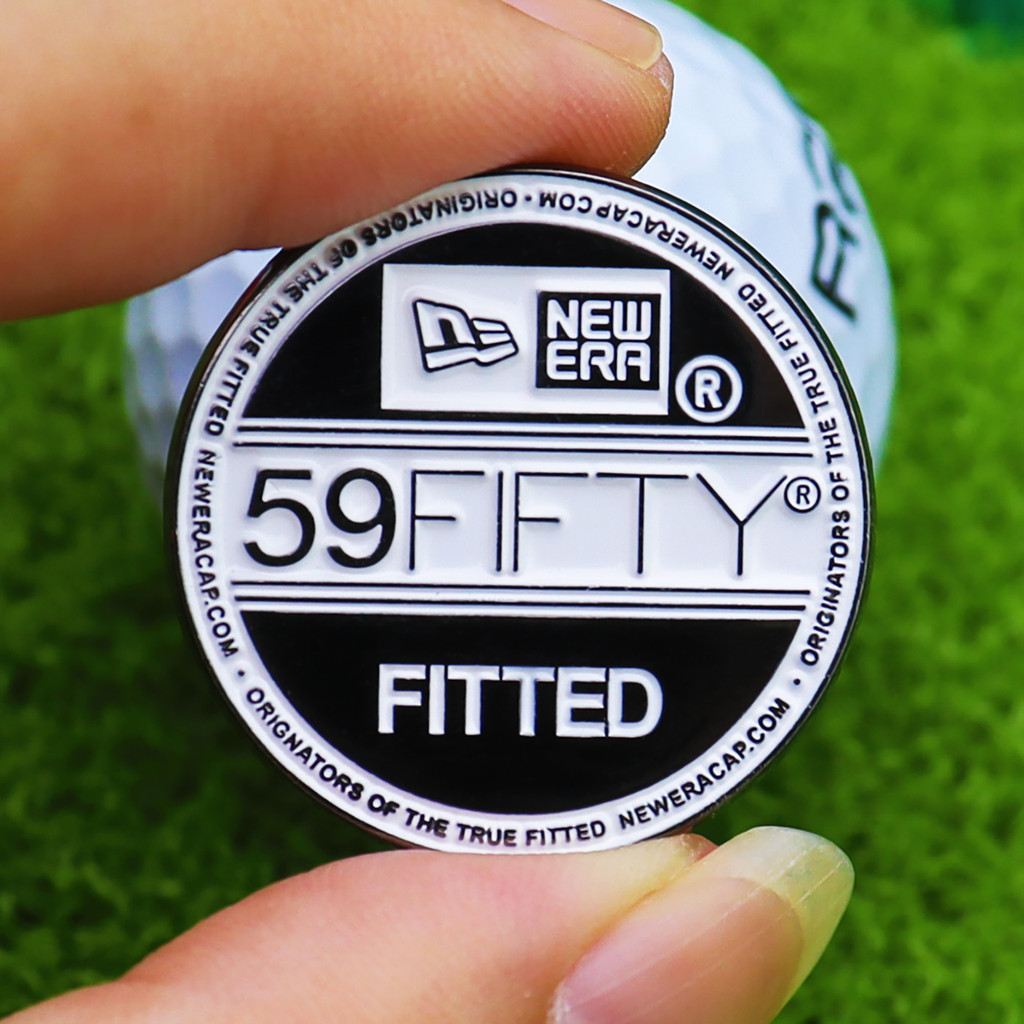 NEW
ERA
®
59FIFTY®
FITTED
NEWERACAP.COM • ORIGINATORS OF THE TRUE FITTED
NEWERACAP.COM • ORIGNATORS OF THE TRUE FITTED
NEWERACAP.COM • ORIGINATORS OF THE TRUE FITTED